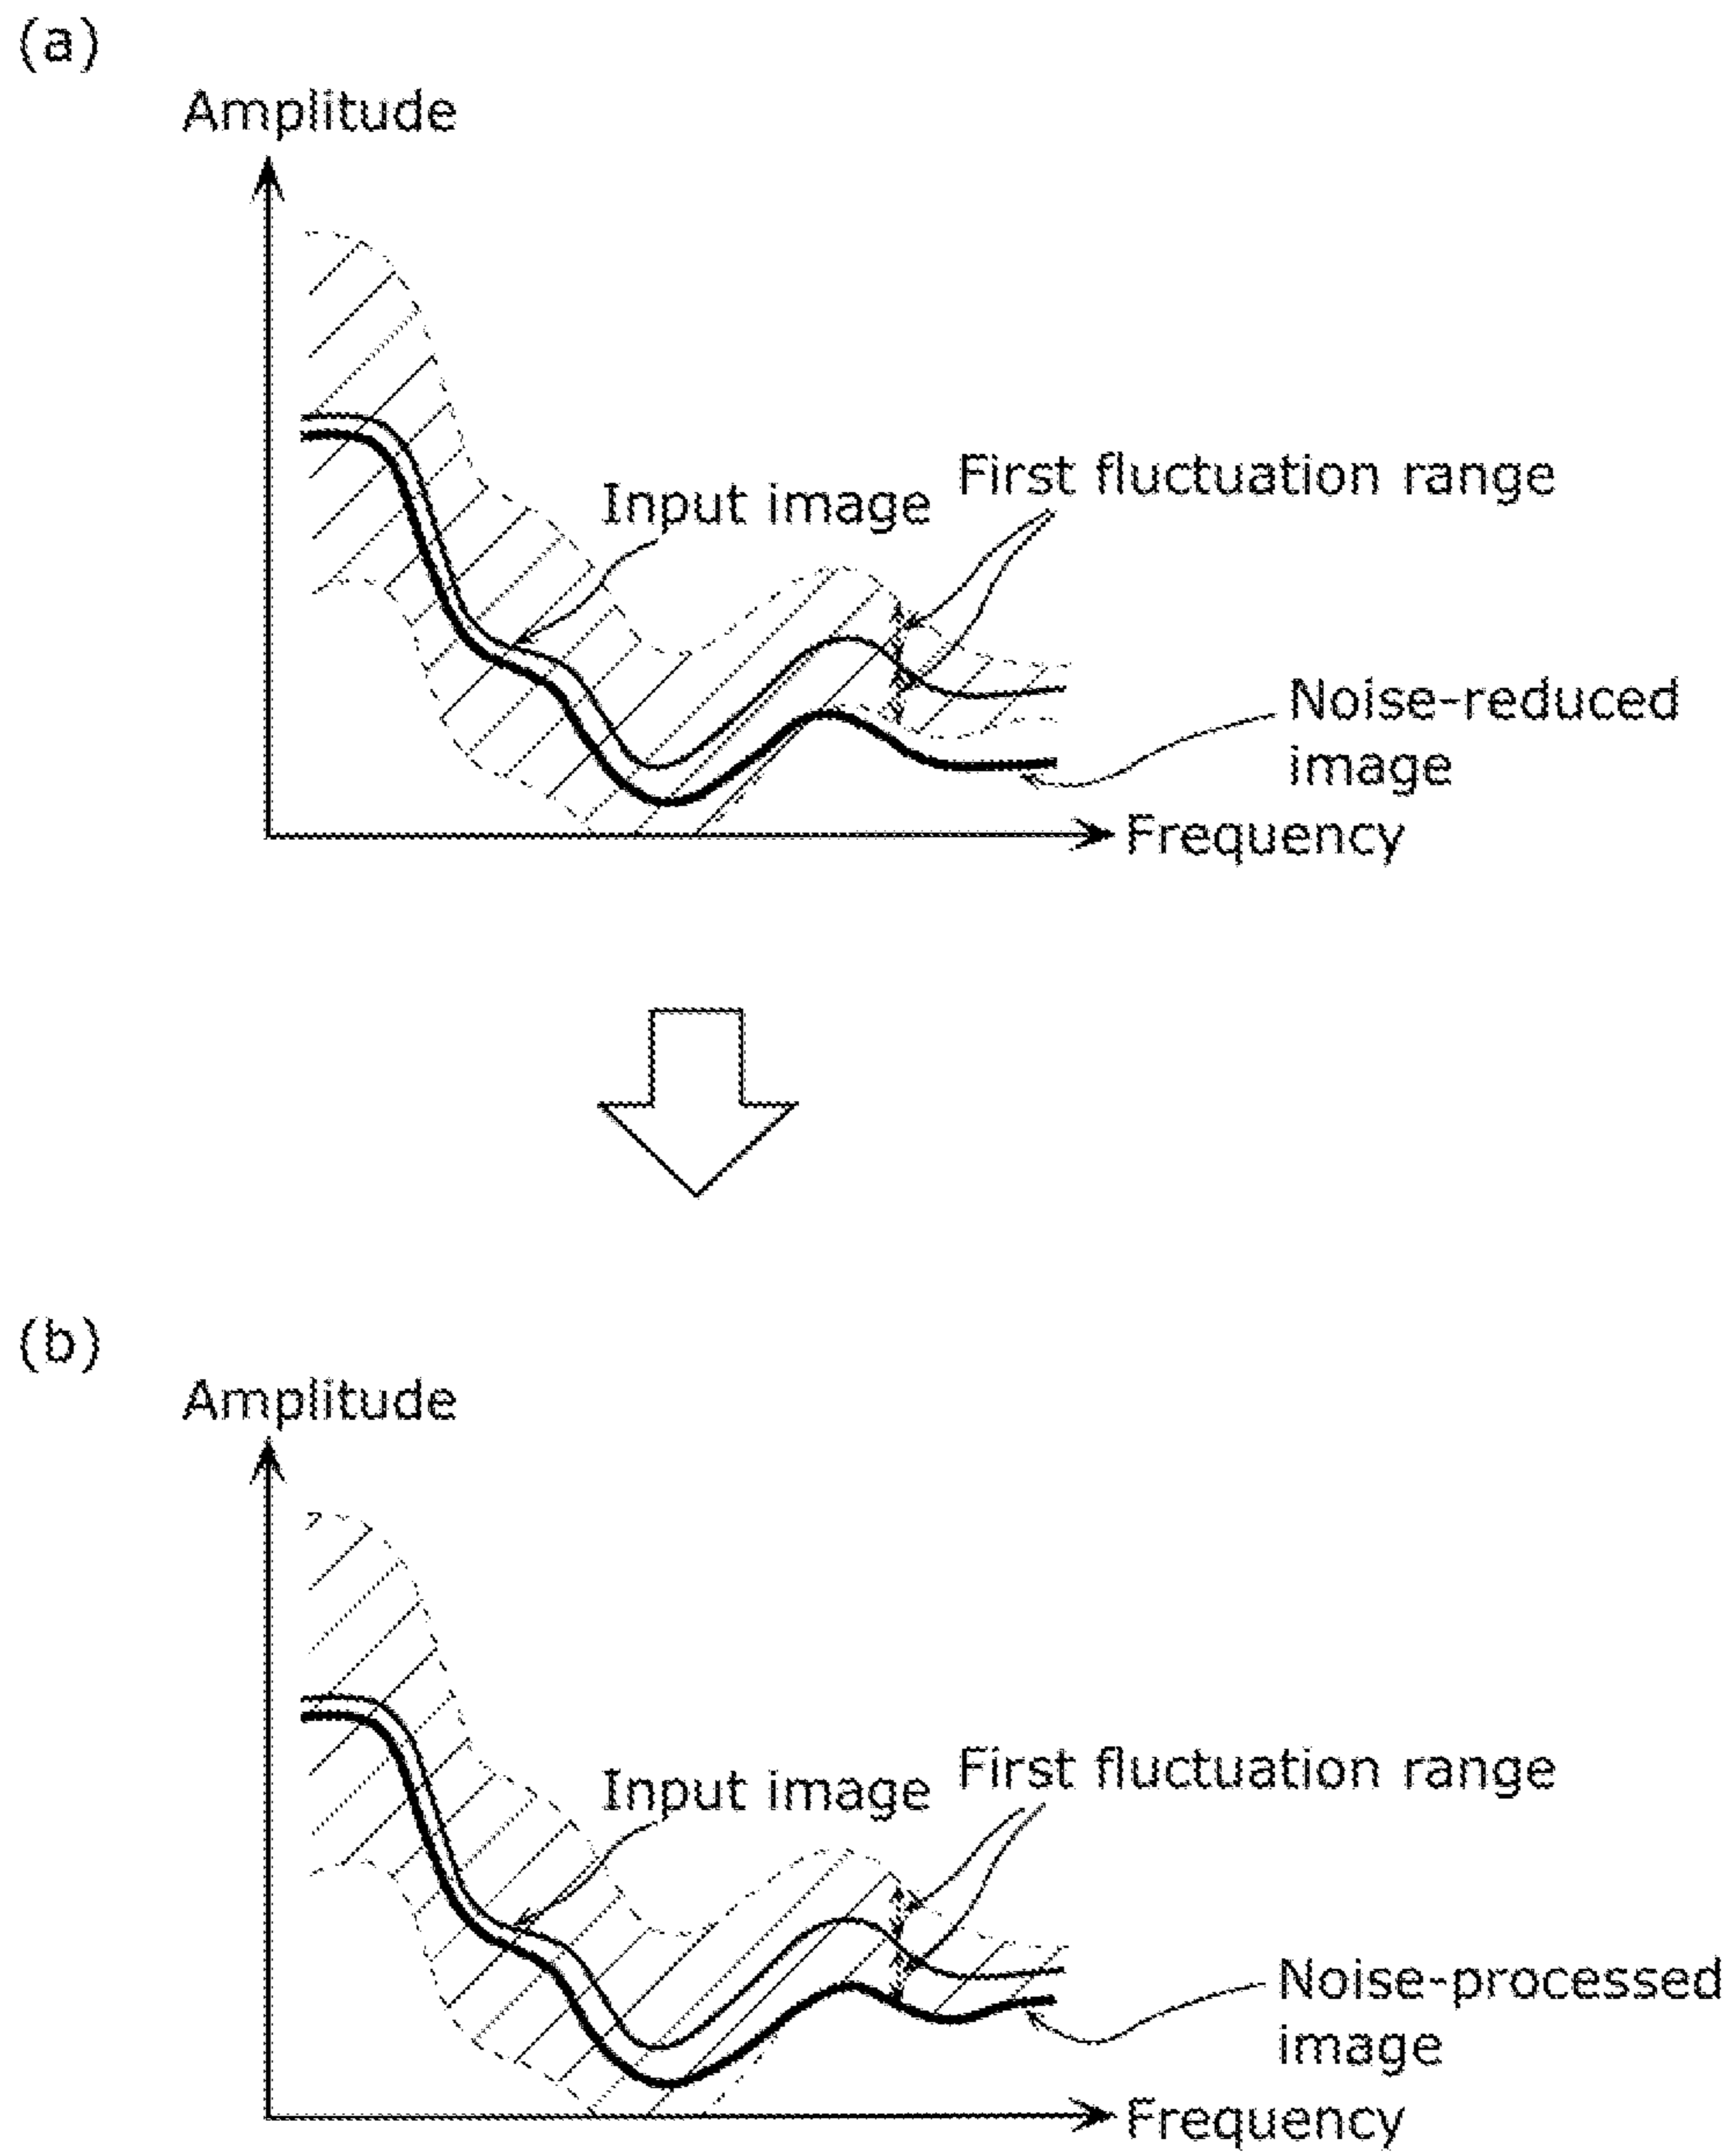 (a)
Amplitude
First fluctuation range
Input image
Noise-reduced
image
Frequency
(b)
Amplitude
First fluctuation range
Input image
Noise-processed
image
Frequency